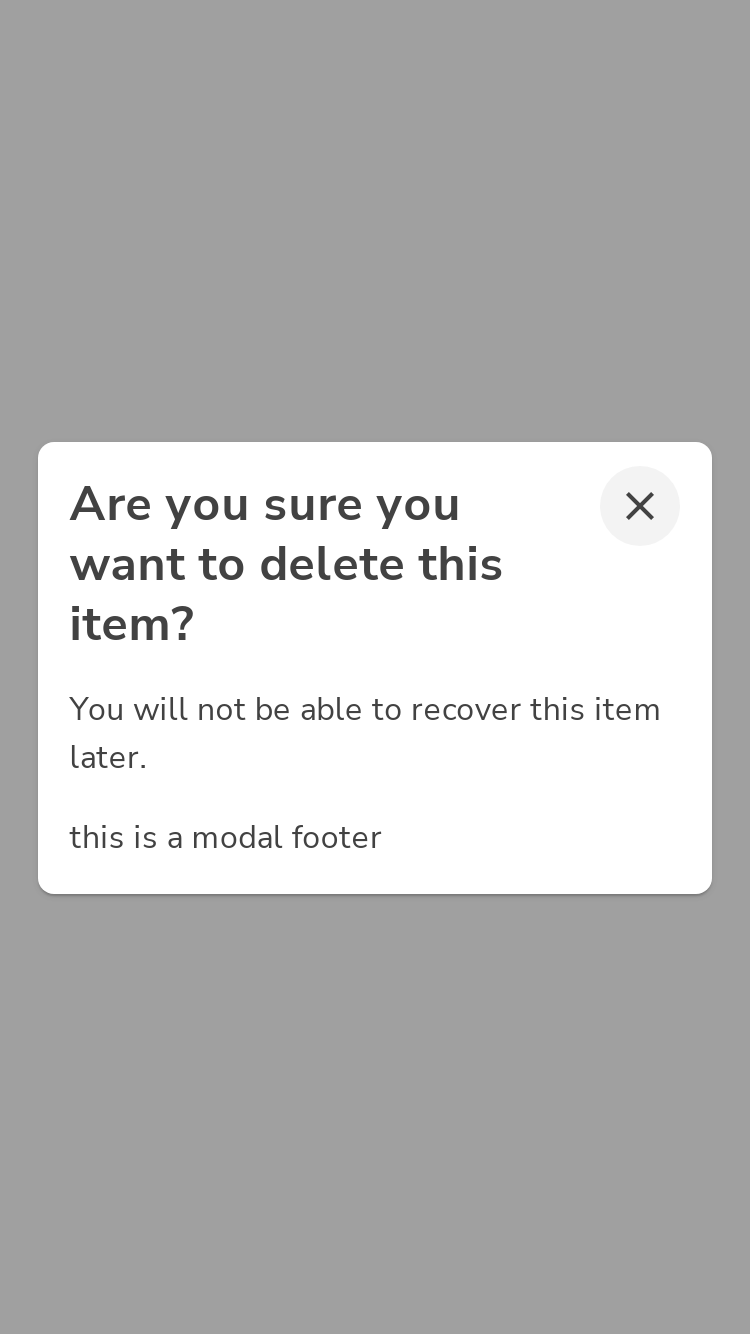 Are you sure you
want to delete this
item?
You will not be able to recover this item
later.
this is a modal footer